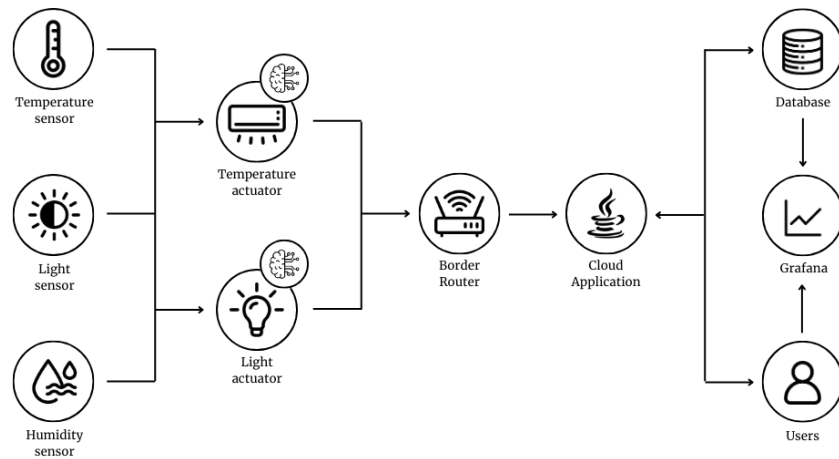 Temperature
sensor
Light
sensor
Humidity
sensor
Temperature
actuator
Light
actuator
Border
Router
Cloud
Application
Database
Grafana
Users